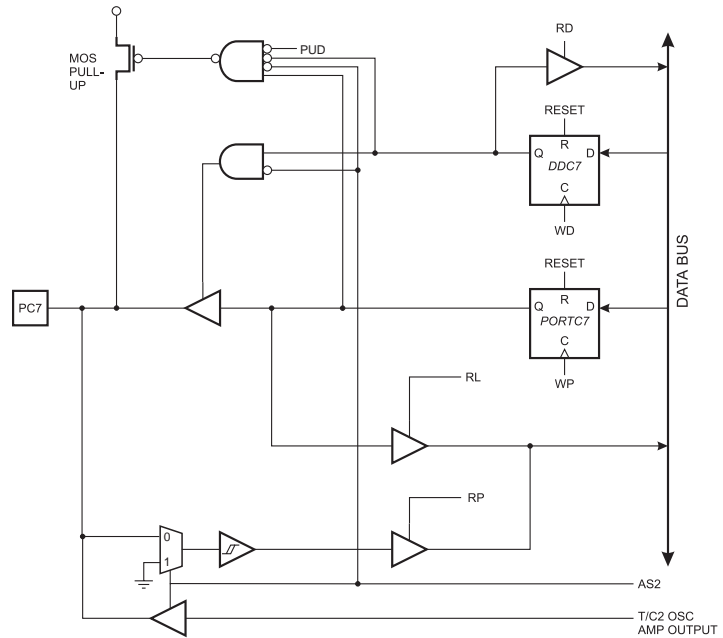 RD
PUD
MOS
PULL-
UP
RESET
R
Q
D
DDC7
C
WD
DATA BUS
RESET
PC7
R
Q
D
PORTC7
C
WP
RL
RP
0
1
AS2
T/C2 OSC
AMP OUTPUT